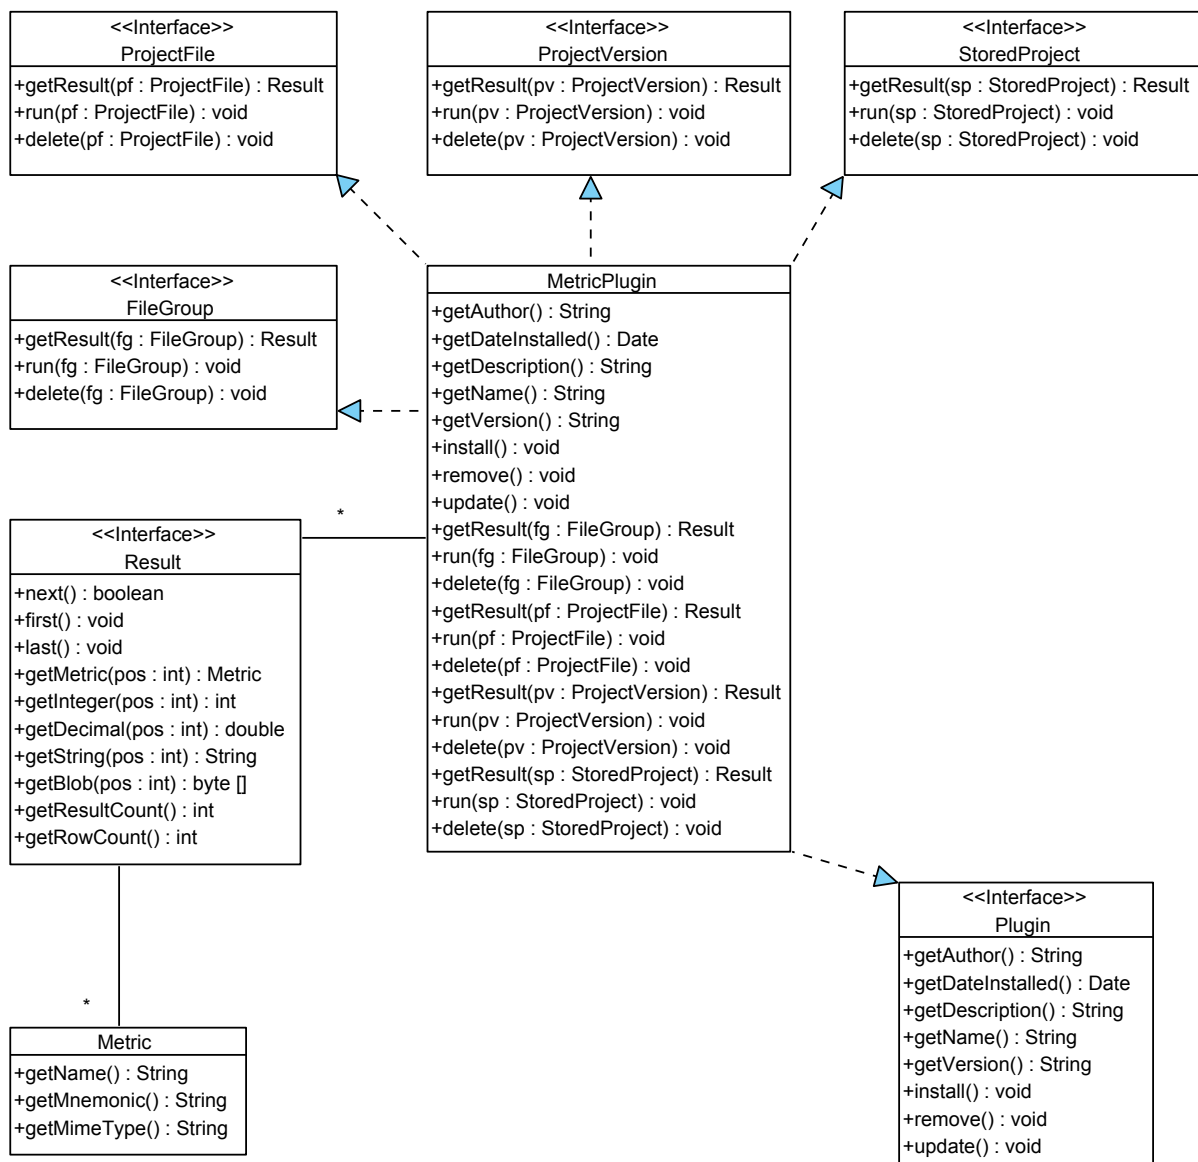 <<Interface>>
ProjectFile
+getResult(pf : ProjectFile) : Result
+run(pf : ProjectFile) : void
+delete(pf : ProjectFile) : void
<<Interface>>
ProjectVersion
+getResult(pv : ProjectVersion) : Result
+run(pv : ProjectVersion) : void
+delete(pv : ProjectVersion) : void
<<Interface>>
StoredProject
+getResult(sp : StoredProject) : Result
+run(sp : StoredProject) : void
+delete(sp : StoredProject) : void
<<Interface>>
FileGroup
+getResult(fg : FileGroup) : Result
+run(fg : FileGroup) : void
+delete(fg : FileGroup) : void
MetricPlugin
+getAuthor() : String
+getDateInstalled() : Date
+getDescription() : String
+getName() : String
+getVersion() : String
+install() : void
+remove() : void
+update() : void
+getResult(fg : FileGroup) : Result
+run(fg : FileGroup) : void
+delete(fg : FileGroup) : void
+getResult(pf : ProjectFile) : Result
+run(pf : ProjectFile) : void
+delete(pf : ProjectFile) : void
+getResult(pv : ProjectVersion) : Result
+run(pv : ProjectVersion) : void
+delete(pv : ProjectVersion) : void
+getResult(sp : StoredProject) : Result
+run(sp : StoredProject) : void
+delete(sp : StoredProject) : void
*
<<Interface>>
Result
+next() : boolean
+first() : void
+last() : void
+getMetric(pos : int) : Metric
+getInteger(pos : int) : int
+getDecimal(pos : int) : double
+getString(pos : int) : String
+getBlob(pos : int) : byte []
+getResultCount() : int
+getRowCount() : int
*
Metric
+getName() : String
+getMnemonic() : String
+getMimeType() : String
<<Interface>>
Plugin
+getAuthor() : String
+getDateInstalled() : Date
+getDescription() : String
+getName() : String
+getVersion() : String
+install() : void
+remove() : void
+update() : void